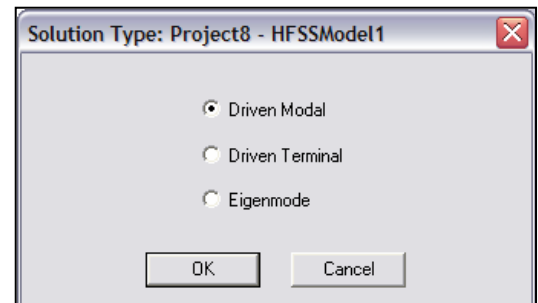 Solution Type: Project8 - HFSSModel1
Driven Modal
Driven Terminal
Eigenmode
OK Cancel